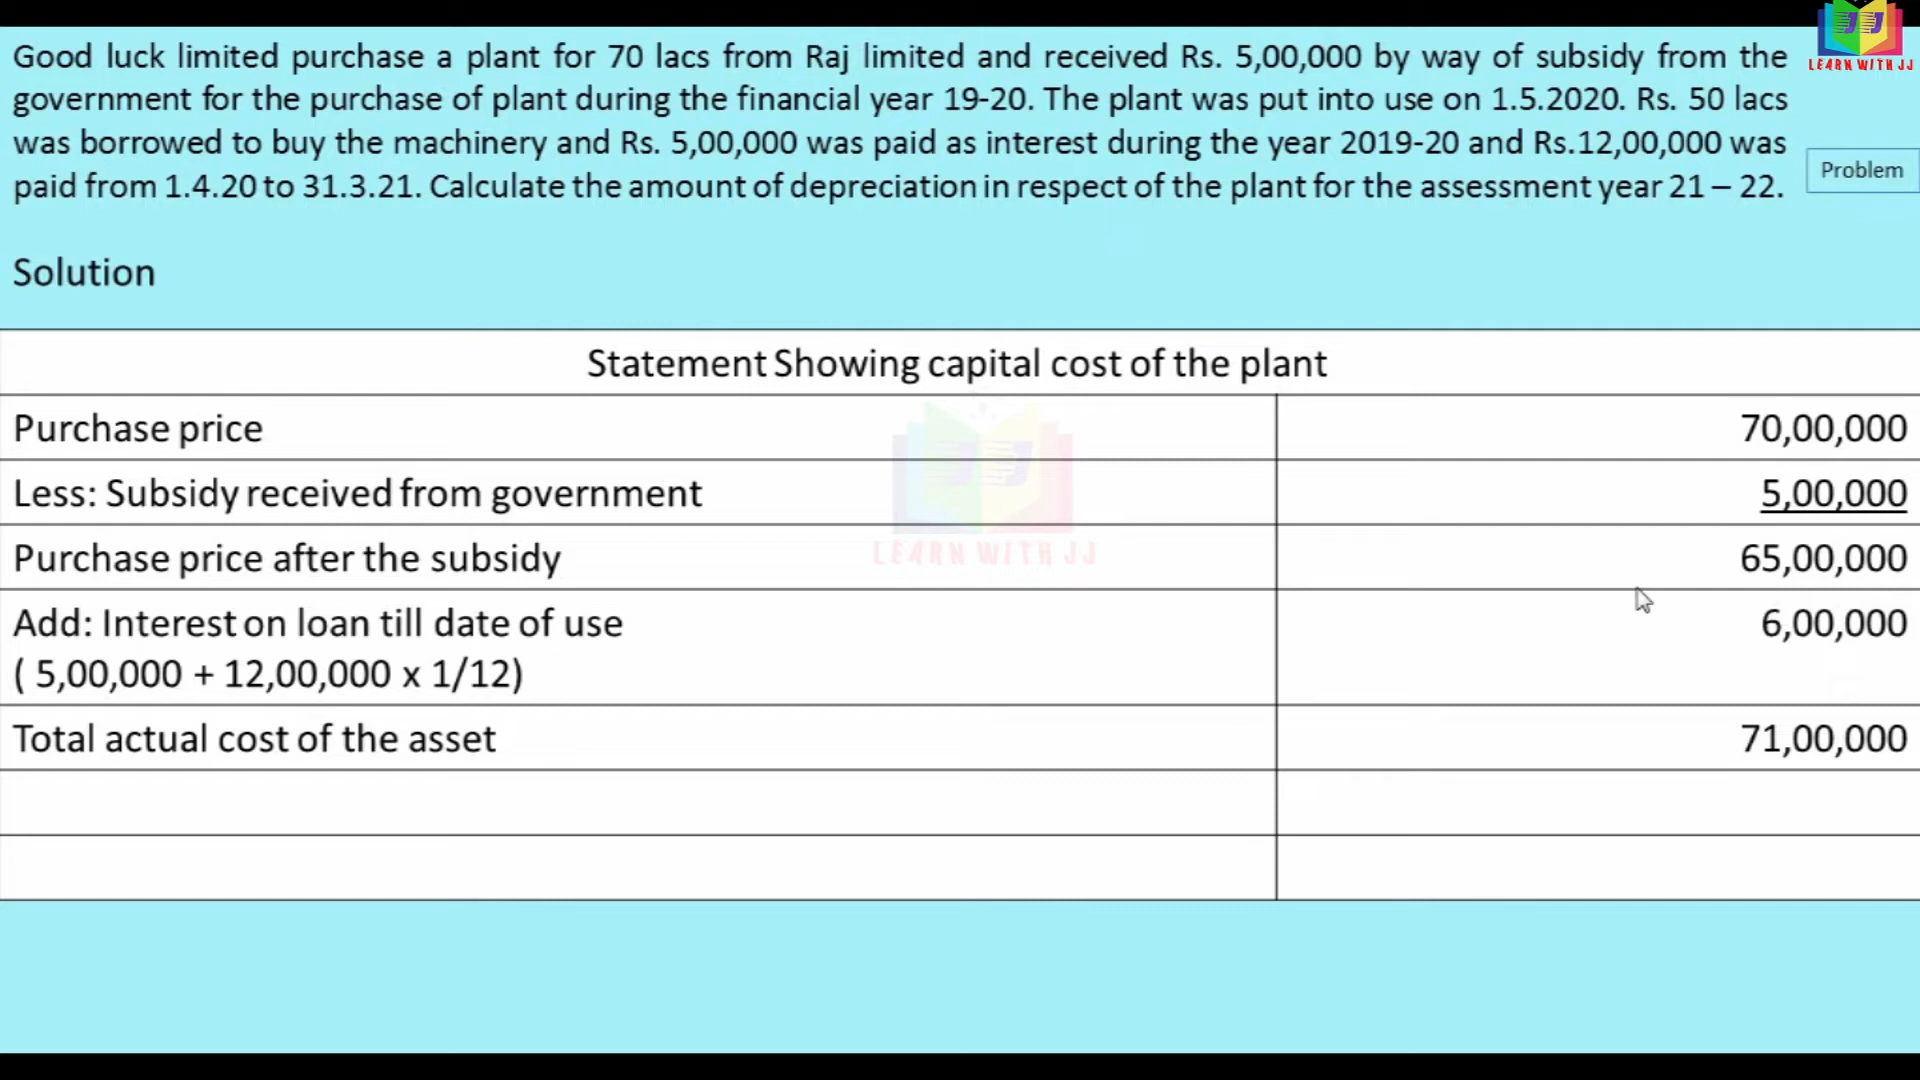 Good luck limited purchase a plant for 70 lacs from Raj limited and received Rs. 5,00,000 by way of subsidy from the
government for the purchase of plant during the financial year 19-20. The plant was put into use on 1.5.2020. Rs. 50 lacs
was borrowed to buy the machinery and Rs. 5,00,000 was paid as interest during the year 2019-20 and Rs.12,00,000 was
paid from 1.4.20 to 31.3.21. Calculate the amount of depreciation in respect of the plant for the assessment year 21 – 22.
JJ
LEARN WITH JJ
Problem
Solution
Statement Showing capital cost of the plant
Purchase price 70,00,000
Less: Subsidy received from government 5,00,000
Purchase price after the subsidy 65,00,000
Add: Interest on loan till date of use 6,00,000
( 5,00,000 + 12,00,000 x 1/12)
Total actual cost of the asset 71,00,000
JJ
LEARN WITH JJ